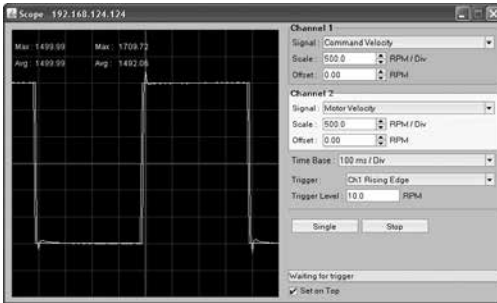 Scope 192.168.124.124
Max: 1499.99 Max: 1709.72
Avg: 1499.99 Avg: 1492.06
Channel 1
Signal: Command Velocity
Scale: 500.0 RPM / Div
Offset: 0.00 RPM
Channel 2
Signal: Motor Velocity
Scale: 500.0 RPM / Div
Offset: 0.00 RPM
Time Base: 100 ms / Div
Trigger: Ch1 Rising Edge
Trigger Level: 10.0 RPM
Single Stop
Waiting for trigger
Set on Top